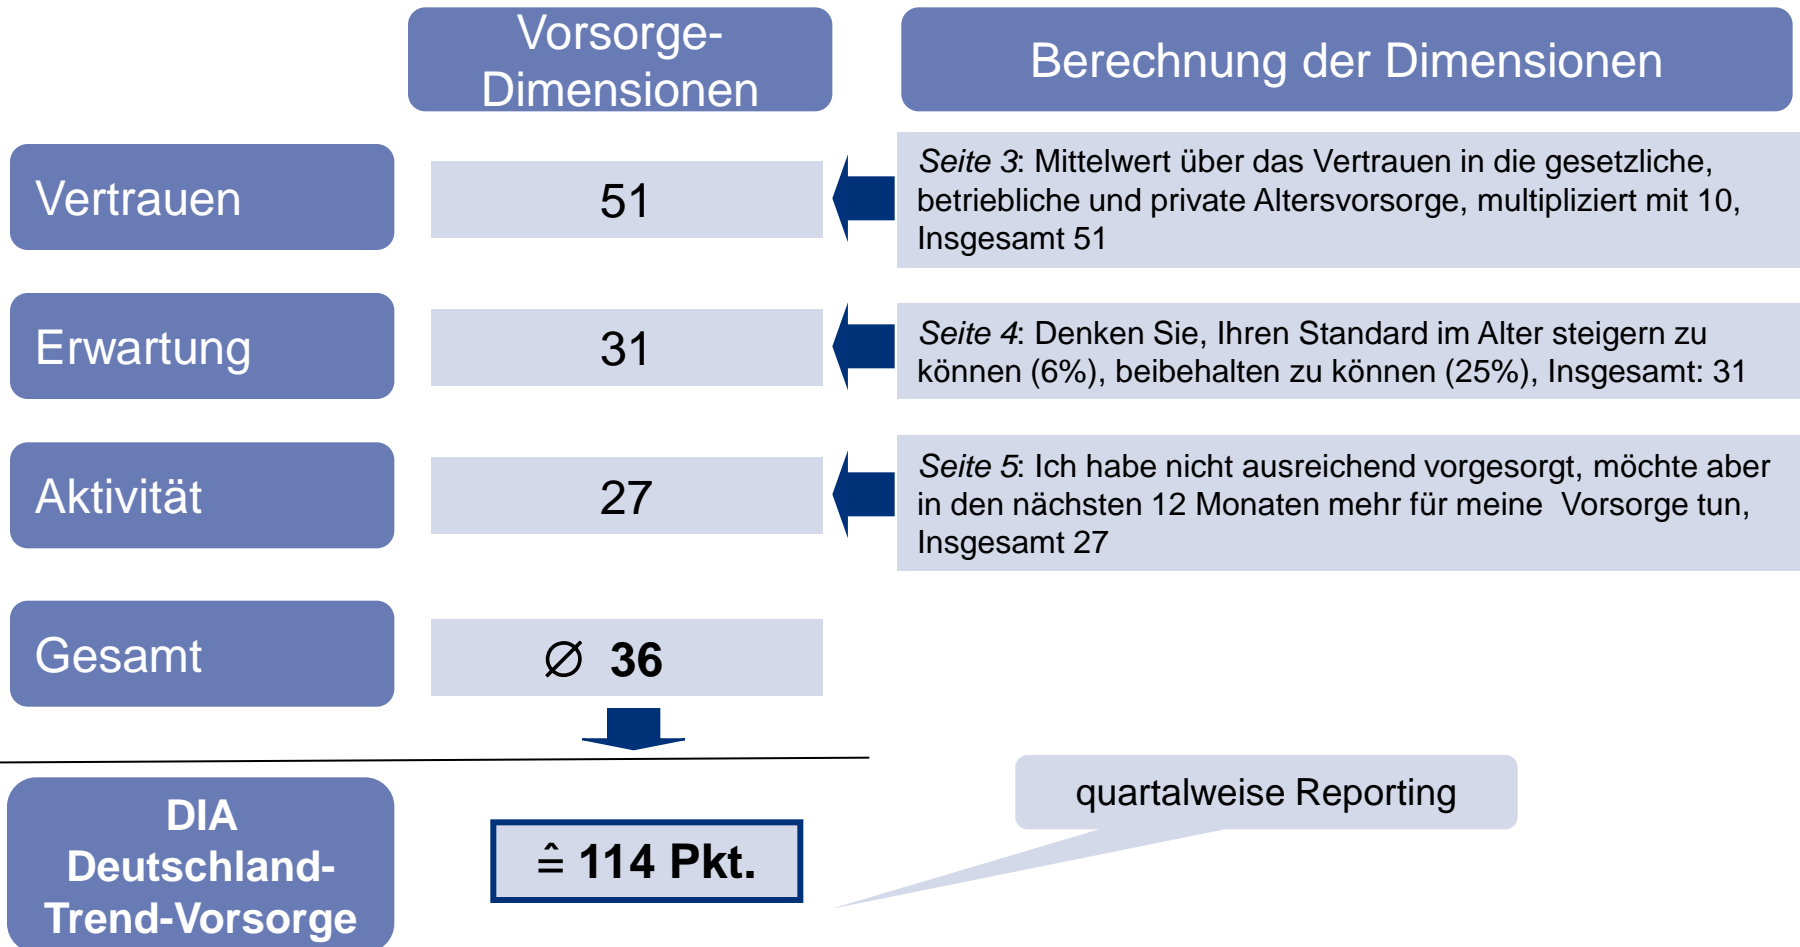 Vorsorge-
Dimensionen
Berechnung der Dimensionen
Vertrauen
51
Seite 3: Mittelwert über das Vertrauen in die gesetzliche,
betriebliche und private Altersvorsorge, multipliziert mit 10,
Insgesamt 51
Erwartung
31
Seite 4: Denken Sie, Ihren Standard im Alter steigern zu
können (6%), beibehalten zu können (25%), Insgesamt: 31
Aktivität
27
Seite 5: Ich habe nicht ausreichend vorgesorgt, möchte aber
in den nächsten 12 Monaten mehr für meine  Vorsorge tun,
Insgesamt 27
Gesamt
∅ 36
DIA
Deutschland-
Trend-Vorsorge
≙ 114 Pkt.
quartalweise Reporting